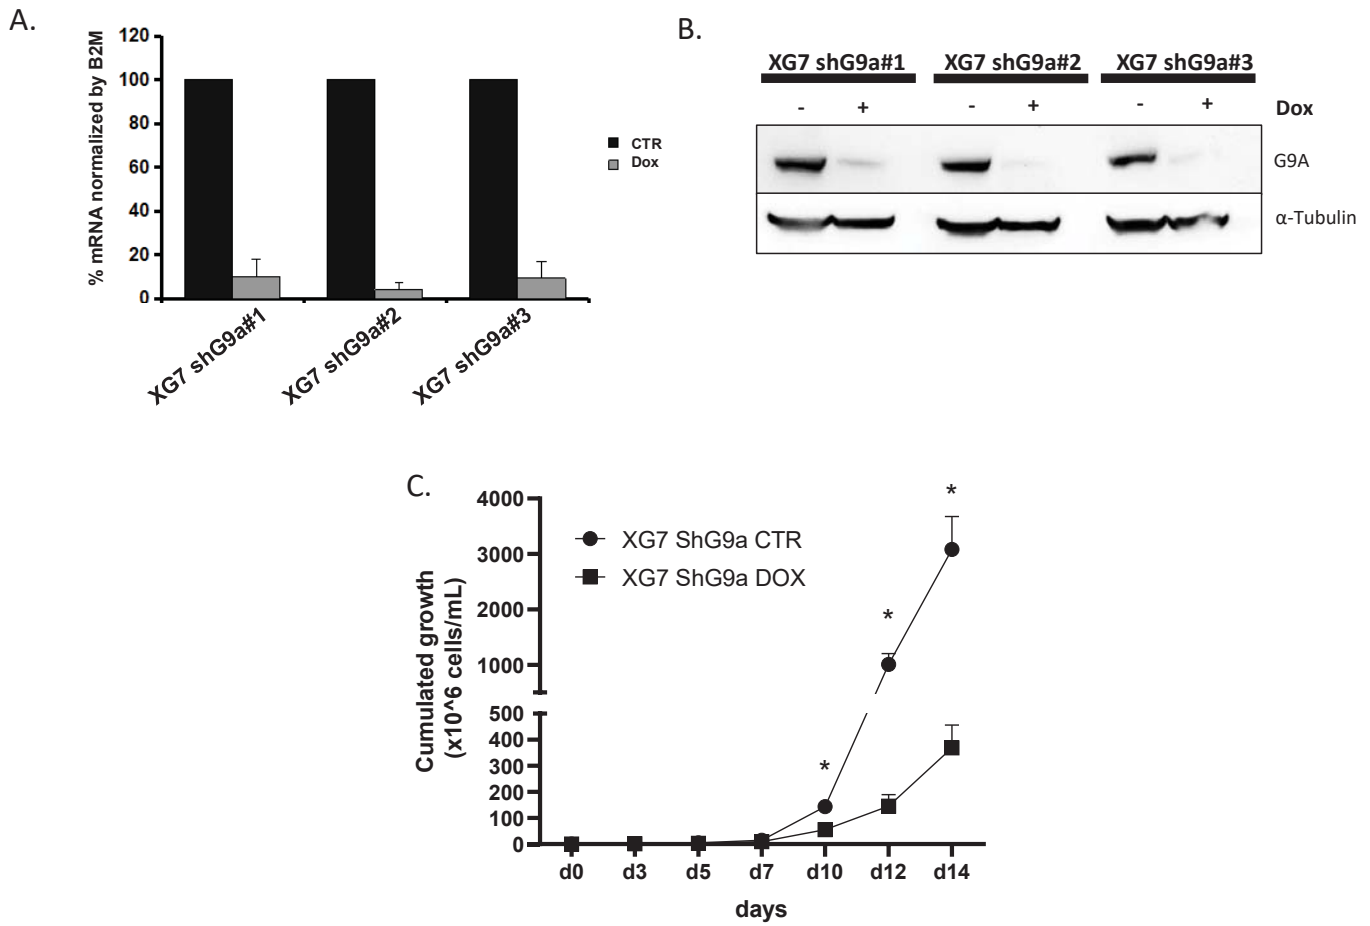 A.
% mRNA normalized by B2M
120
100
80
60
40
20
0
CTR
Dox
XG7 shG9a#1
XG7 shG9a#2
XG7 shG9a#3
B.
XG7 shG9a#1 XG7 shG9a#2 XG7 shG9a#3
- + - + - + Dox
G9A
α-Tubulin
C.
Cumulated growth
(x10^6 cells/mL)
4000
3000
2000
1000
500
400
300
200
100
0
XG7 ShG9a CTR
XG7 ShG9a DOX
*
*
*
d0 d3 d5 d7 d10 d12 d14
days